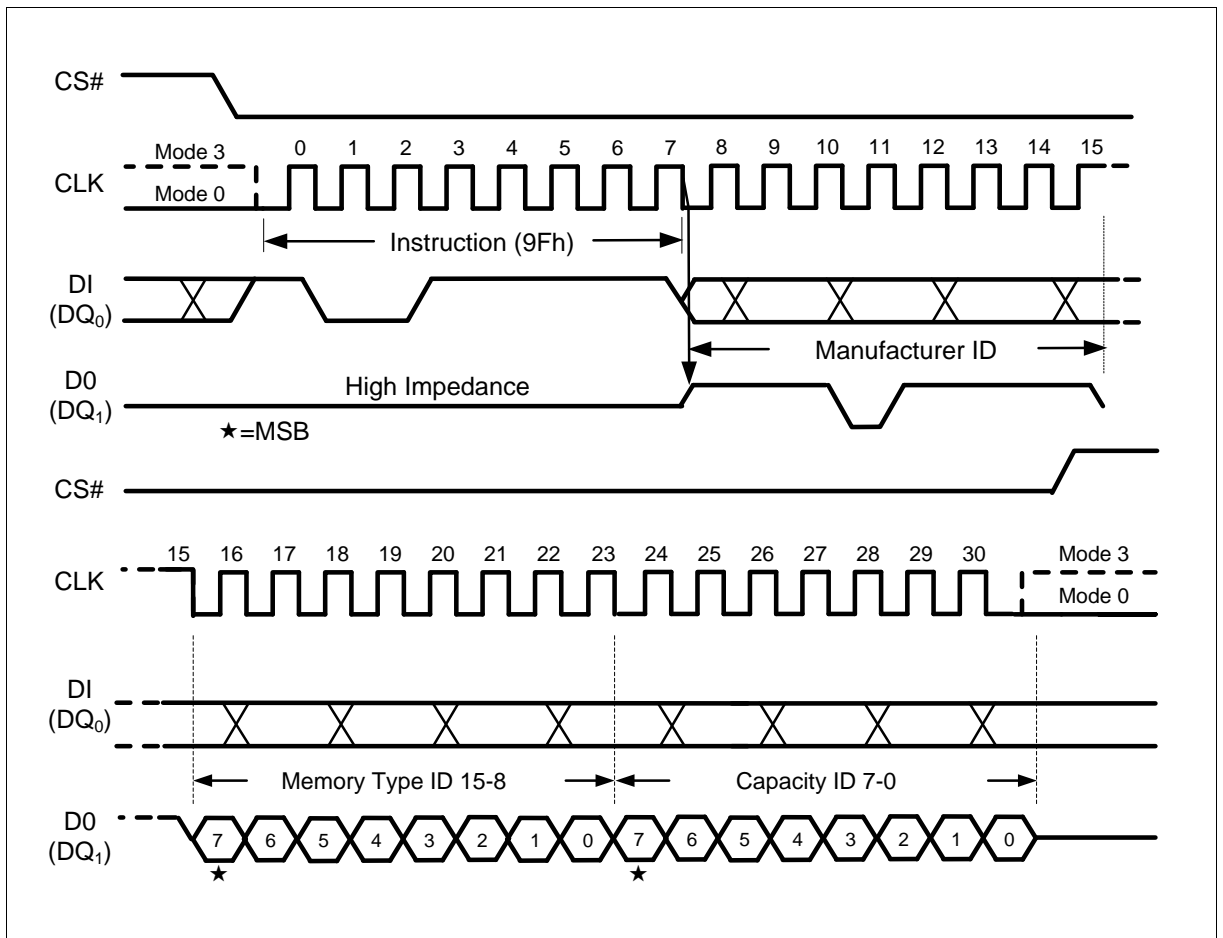 CS#
0 1 2 3 4 5 6 7 8 9 10 11 12 13 14 15
Mode 3
CLK
Mode 0
Instruction (9Fh)
DI
(DQ0)
Manufacturer ID
D0
(DQ1)
High Impedance
★=MSB
CS#
15 16 17 18 19 20 21 22 23 24 25 26 27 28 29 30
Mode 3
CLK
Mode 0
DI
(DQ0)
Memory Type ID 15-8
Capacity ID 7-0
D0
(DQ1)
7 6 5 4 3 2 1 0 7 6 5 4 3 2 1 0
★ ★